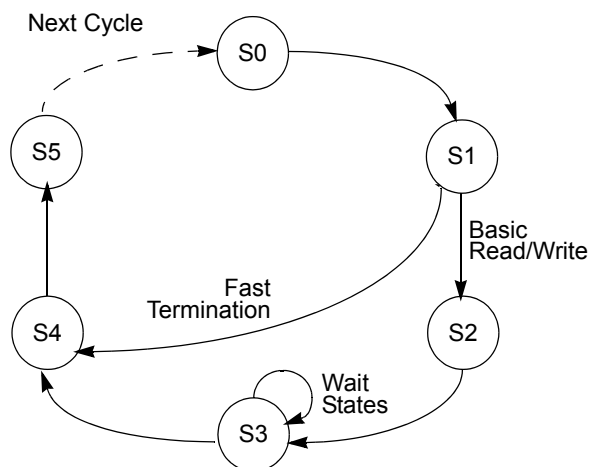 Next Cycle
S0
S5
S1
Basic
Read/Write
Fast
Termination
S4
S2
Wait
States
S3